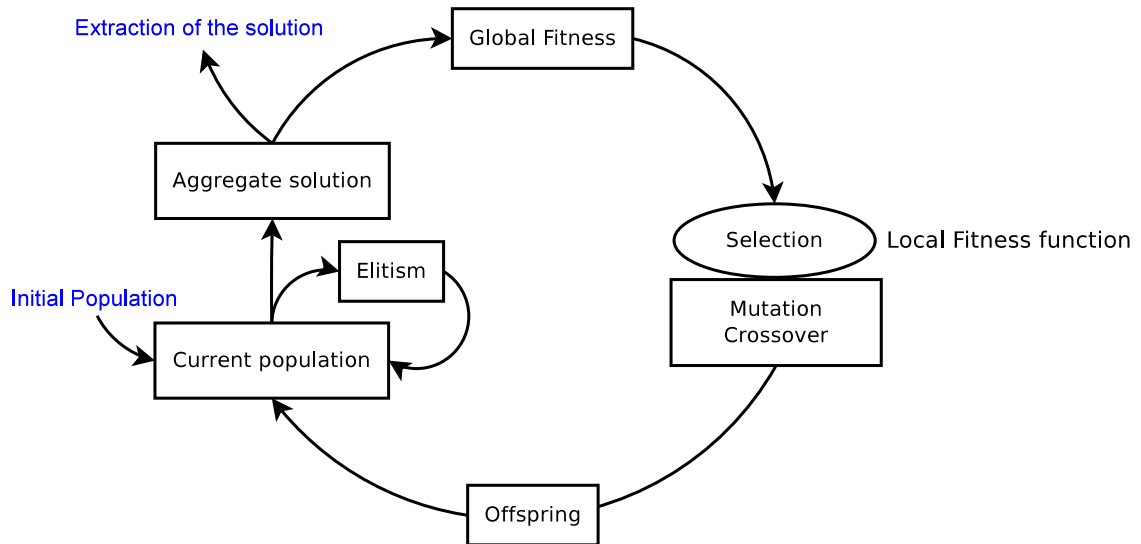 Extraction of the solution
Global Fitness
Aggregate solution
Selection
Local Fitness function
Elitism
Initial Population
Mutation
Crossover
Current population
Offspring